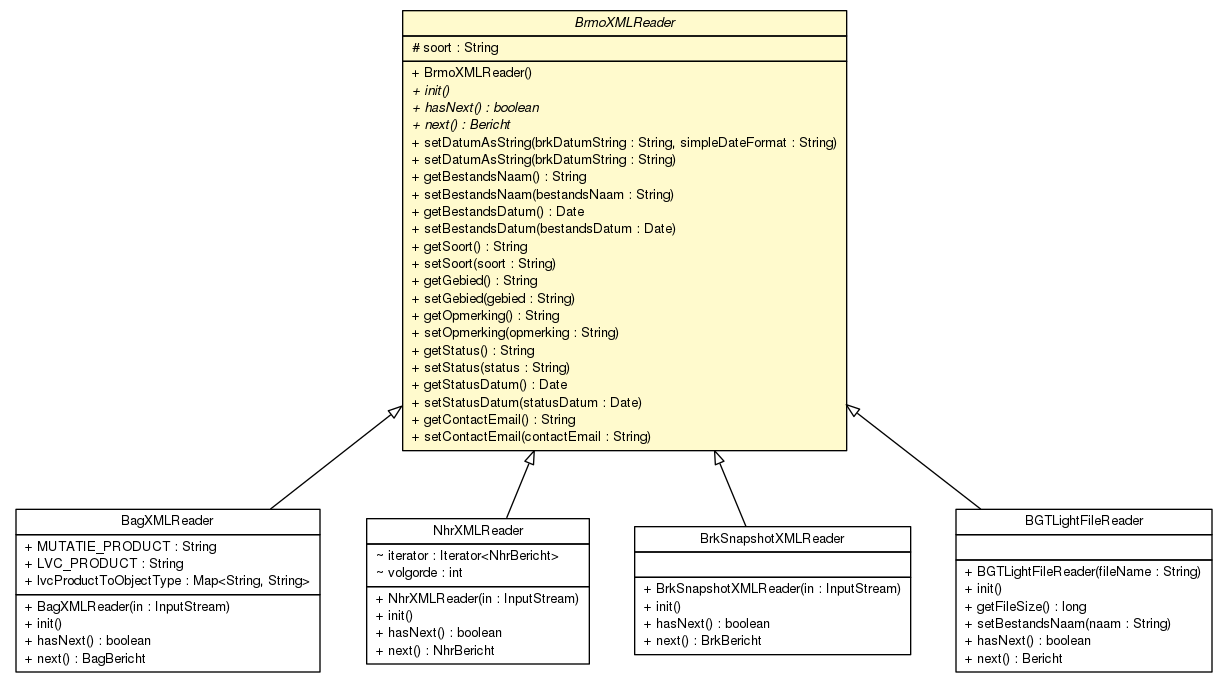 BrmoXMLReader
# soort : String
+ BrmoXMLReader()
+ init()
+ hasNext() : boolean
+ next() : Bericht
+ setDatumAsString(brkDatumString : String, simpleDateFormat : String)
+ setDatumAsString(brkDatumString : String)
+ getBestandsNaam() : String
+ setBestandsNaam(bestandsNaam : String)
+ getBestandsDatum() : Date
+ setBestandsDatum(bestandsDatum : Date)
+ getSoort() : String
+ setSoort(soort : String)
+ getGebied() : String
+ setGebied(gebied : String)
+ getOpmerking() : String
+ setOpmerking(opmerking : String)
+ getStatus() : String
+ setStatus(status : String)
+ getStatusDatum() : Date
+ setStatusDatum(statusDatum : Date)
+ getContactEmail() : String
+ setContactEmail(contactEmail : String)
BagXMLReader
+ MUTATIE_PRODUCT : String
+ LVC_PRODUCT : String
+ lvcProductToObjectType : Map<String, String>
+ BagXMLReader(in : InputStream)
+ init()
+ hasNext() : boolean
+ next() : BagBericht
NhrXMLReader
~ iterator : Iterator<NhrBericht>
~ volgorde : int
+ NhrXMLReader(in : InputStream)
+ init()
+ hasNext() : boolean
+ next() : NhrBericht
BrkSnapshotXMLReader
+ BrkSnapshotXMLReader(in : InputStream)
+ init()
+ hasNext() : boolean
+ next() : BrkBericht
BGTLightFileReader
+ BGTLightFileReader(fileName : String)
+ init()
+ getFileSize() : long
+ setBestandsNaam(naam : String)
+ hasNext() : boolean
+ next() : Bericht